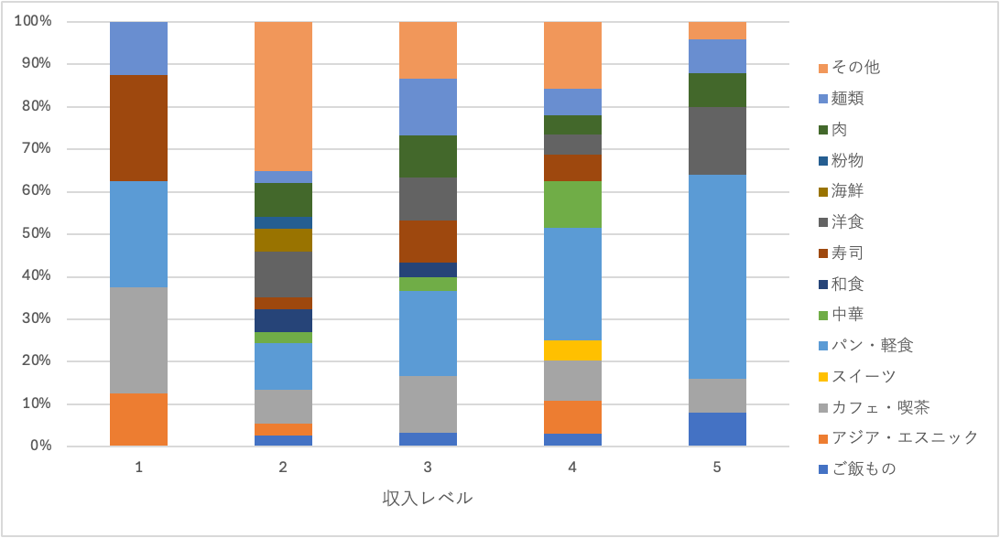 100%
90%
80%
70%
60%
50%
40%
30%
20%
10%
0%
1 2 3 4 5
収入レベル
その他
麺類
肉
粉物
海鮮
洋食
寿司
和食
中華
パン・軽食
スイーツ
カフェ・喫茶
アジア・エスニック
ご飯もの